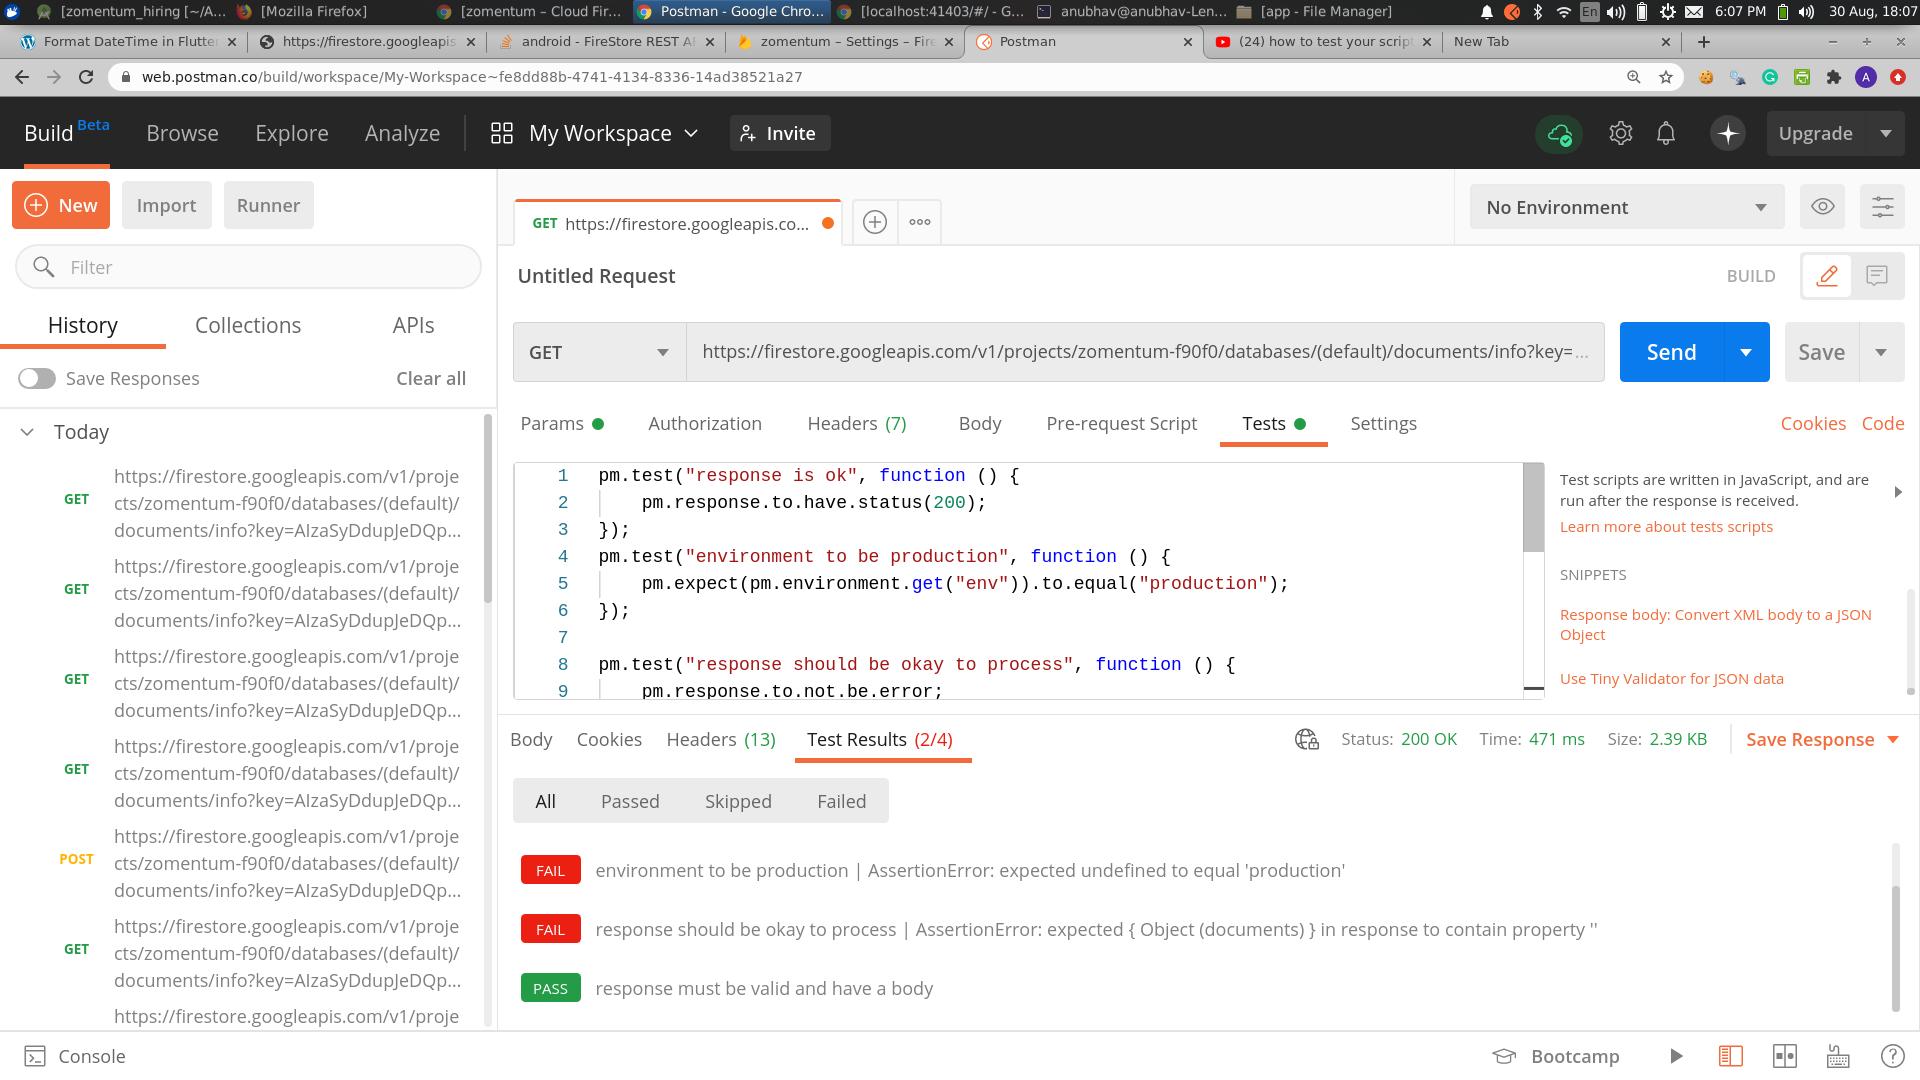 [zomentum_hiring [~/A...
[Mozilla Firefox]
[zomentum – Cloud Fir...
Postman - Google Chro...
[localhost:41403/#/ - G...
anubhav@anubhav-Len...
[app - File Manager]
En
6:07 PM
30 Aug, 18:07
Format DateTime in Flutter
https://firestore.googleapis
android - FireStore REST AP
zomentum – Settings – Fire
Postman
(24) how to test your script
New Tab
web.postman.co/build/workspace/My-Workspace~fe8dd88b-4741-4134-8336-14ad38521a27
A
Build Beta
Browse
Explore
Analyze
My Workspace
Invite
Upgrade
New
Import
Runner
GET https://firestore.googleapis.co...
No Environment
Filter
Untitled Request
BUILD
History
Collections
APIs
GET
https://firestore.googleapis.com/v1/projects/zomentum-f90f0/databases/(default)/documents/info?key=...
Send
Save
Save Responses
Clear all
Params
Authorization
Headers (7)
Body
Pre-request Script
Tests
Settings
Cookies
Code
Today
https://firestore.googleapis.com/v1/proje
GET cts/zomentum-f90f0/databases/(default)/
documents/info?key=AIzaSyDdupJeDQp...
https://firestore.googleapis.com/v1/proje
GET cts/zomentum-f90f0/databases/(default)/
documents/info?key=AIzaSyDdupJeDQp...
https://firestore.googleapis.com/v1/proje
GET cts/zomentum-f90f0/databases/(default)/
documents/info?key=AIzaSyDdupJeDQp...
https://firestore.googleapis.com/v1/proje
GET cts/zomentum-f90f0/databases/(default)/
documents/info?key=AIzaSyDdupJeDQp...
https://firestore.googleapis.com/v1/proje
POST cts/zomentum-f90f0/databases/(default)/
documents/info?key=AIzaSyDdupJeDQp...
https://firestore.googleapis.com/v1/proje
GET cts/zomentum-f90f0/databases/(default)/
documents/info?key=AIzaSyDdupJeDQp...
https://firestore.googleapis.com/v1/proje
1 pm.test("response is ok", function () {
2 pm.response.to.have.status(200);
3 });
4 pm.test("environment to be production", function () {
5 pm.expect(pm.environment.get("env")).to.equal("production");
6 });
7
8 pm.test("response should be okay to process", function () {
9 pm.response.to.not.be.error;
Test scripts are written in JavaScript, and are
run after the response is received.
Learn more about tests scripts
SNIPPETS
Response body: Convert XML body to a JSON
Object
Use Tiny Validator for JSON data
Body
Cookies
Headers (13)
Test Results (2/4)
Status: 200 OK
Time: 471 ms
Size: 2.39 KB
Save Response
All
Passed
Skipped
Failed
FAIL environment to be production | AssertionError: expected undefined to equal 'production'
FAIL response should be okay to process | AssertionError: expected { Object (documents) } in response to contain property ''
PASS response must be valid and have a body
Console
Bootcamp